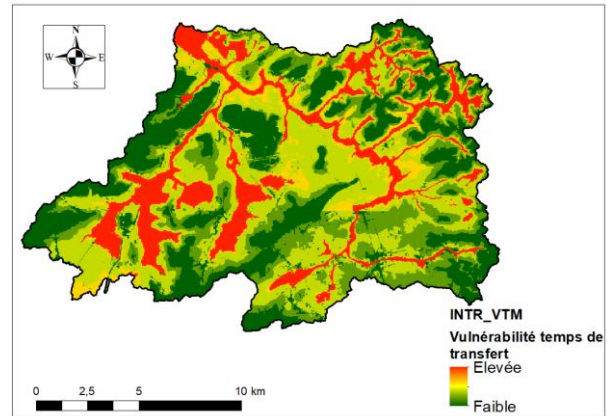 N
W E
S
INTR_VTM
Vulnérabilité temps de
transfert
Elevée
Faible
0 2,5 5 10 km